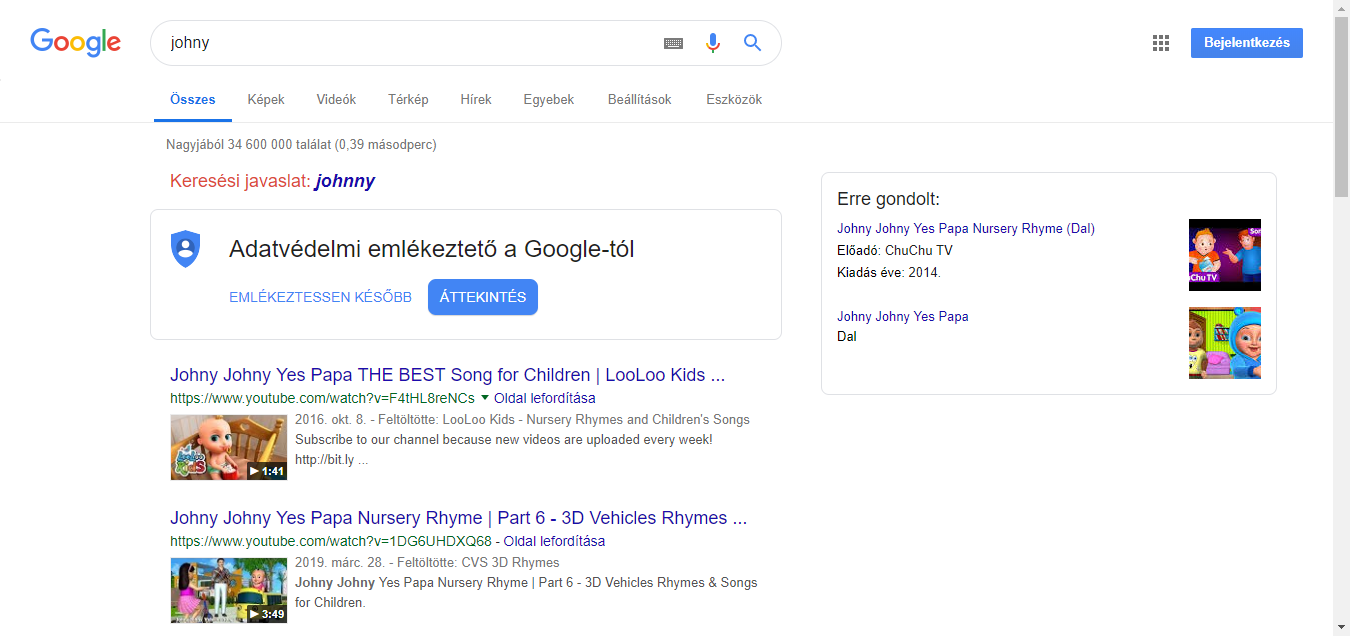 Google
johny
Bejelentkezés
Összes Képek Videók Térkép Hírek Egyebek Beállítások Eszközök
Nagyjából 34 600 000 találat (0,39 másodperc)
Keresési javaslat: johnny
Adatvédelmi emlékeztető a Google-tól
EMLÉKEZTESSEN KÉSŐBB ÁTTEKINTÉS
Johny Johny Yes Papa THE BEST Song for Children | LooLoo Kids ...
https://www.youtube.com/watch?v=F4tHL8reNCs Oldal lefordítása
2016. okt. 8. - Feltöltötte: LooLoo Kids - Nursery Rhymes and Children's Songs
Subscribe to our channel because new videos are uploaded every week!
http://bit.ly ...
LooLoo
KiDS
1:41
Johny Johny Yes Papa Nursery Rhyme | Part 6 - 3D Vehicles Rhymes ...
https://www.youtube.com/watch?v=1DG6UHDXQ68 - Oldal lefordítása
2019. márc. 28. - Feltöltötte: CVS 3D Rhymes
Johny Johny Yes Papa Nursery Rhyme | Part 6 - 3D Vehicles Rhymes & Songs
for Children.
3:49
Erre gondolt:
Johny Johny Yes Papa Nursery Rhyme (Dal)
Előadó: ChuChu TV
Kiadás éve: 2014.
Son
Chu TV
Johny Johny Yes Papa
Dal